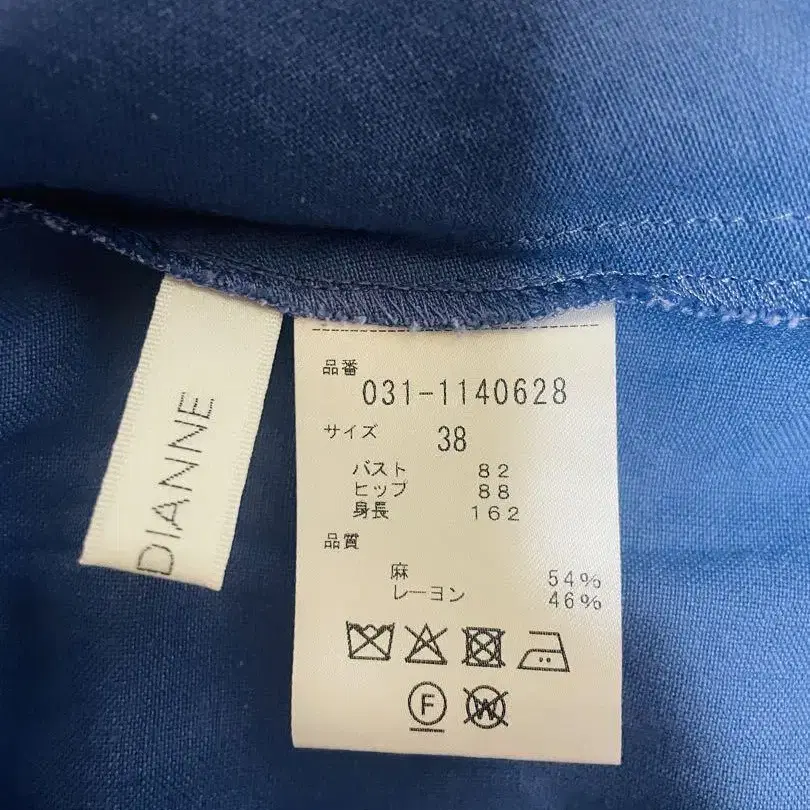 DIANNE
品番
031-1140628
サイズ 38
バスト 82
ヒップ 88
身長 162
品質
麻 54%
レーヨン 46%
F W